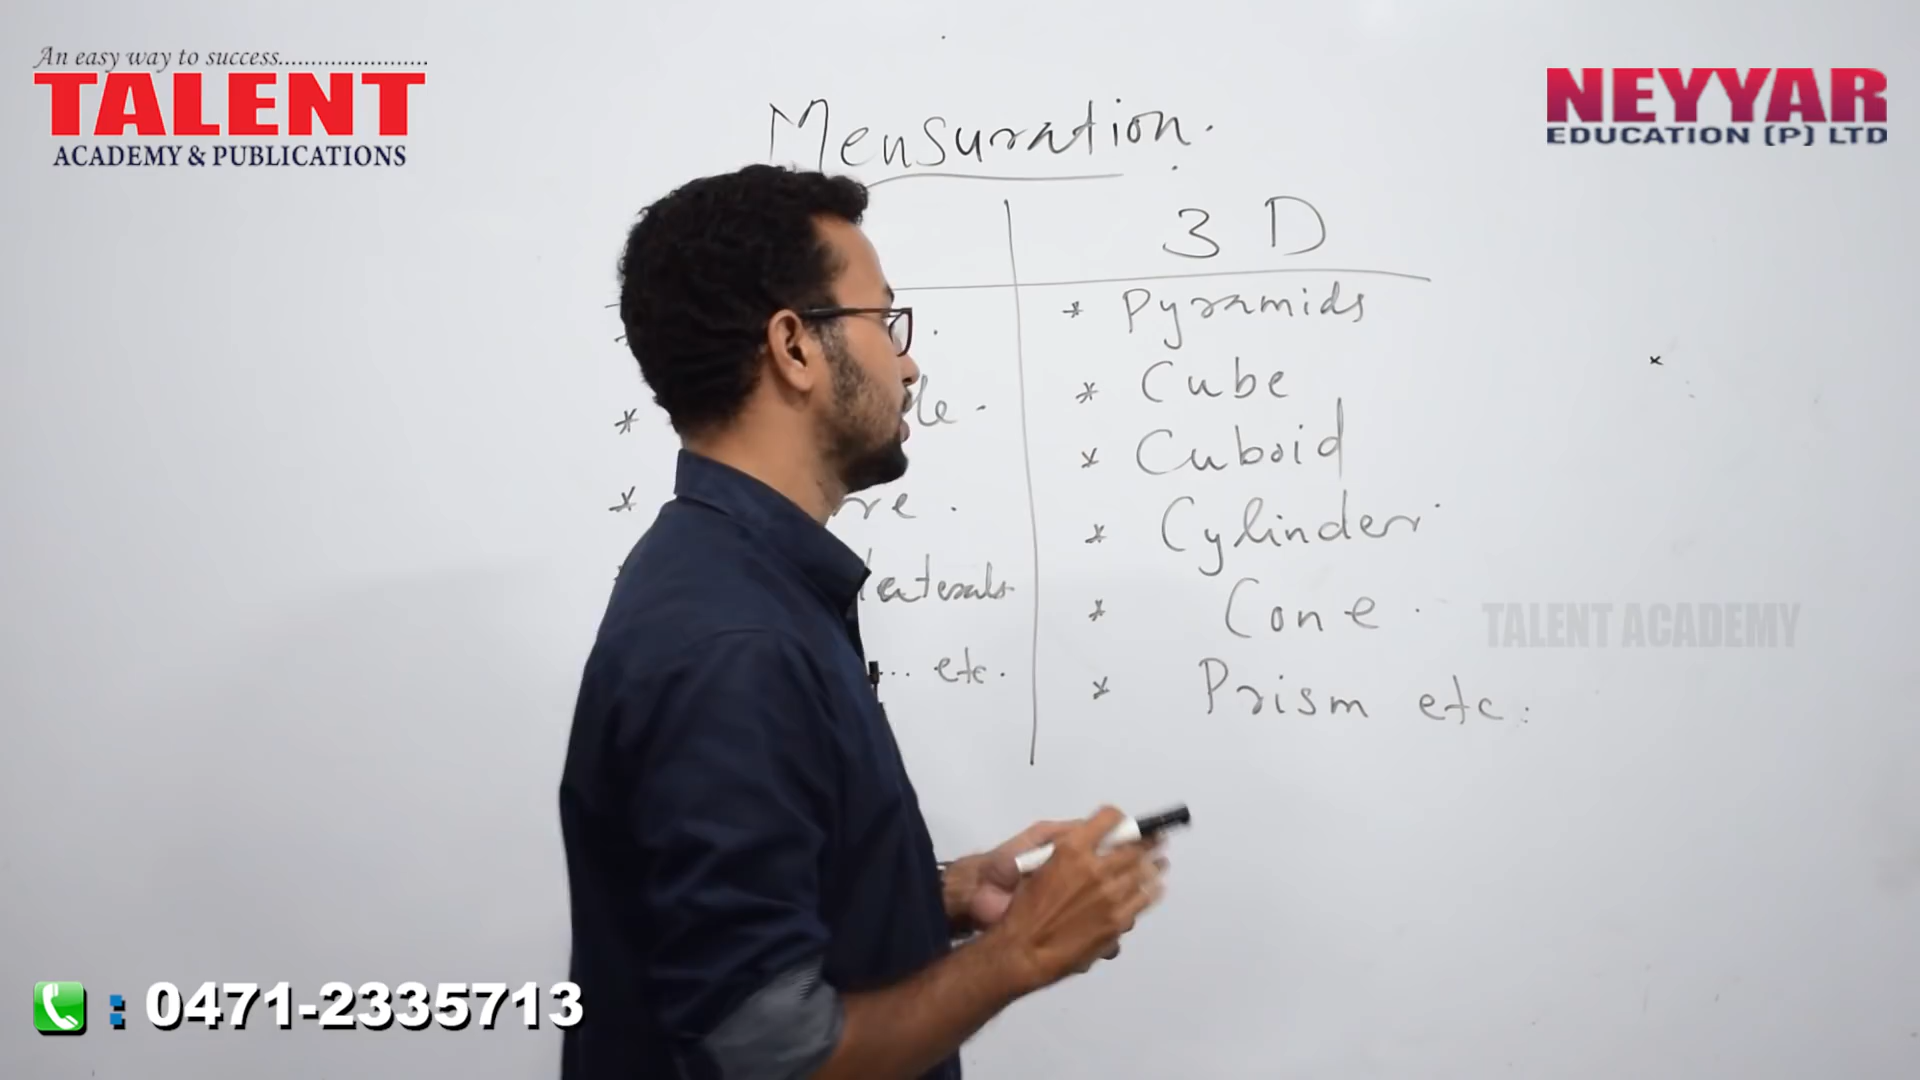 An easy way to success.......................
TALENT
ACADEMY & PUBLICATIONS
NEYYAR
EDUCATION (P) LTD
Mensuration.
3 D
* Pyramids
* Cube
* Cuboid
* Cylinder
* Cone
* Prism etc.
*
*
... etc.
TALENT ACADEMY
: 0471-2335713